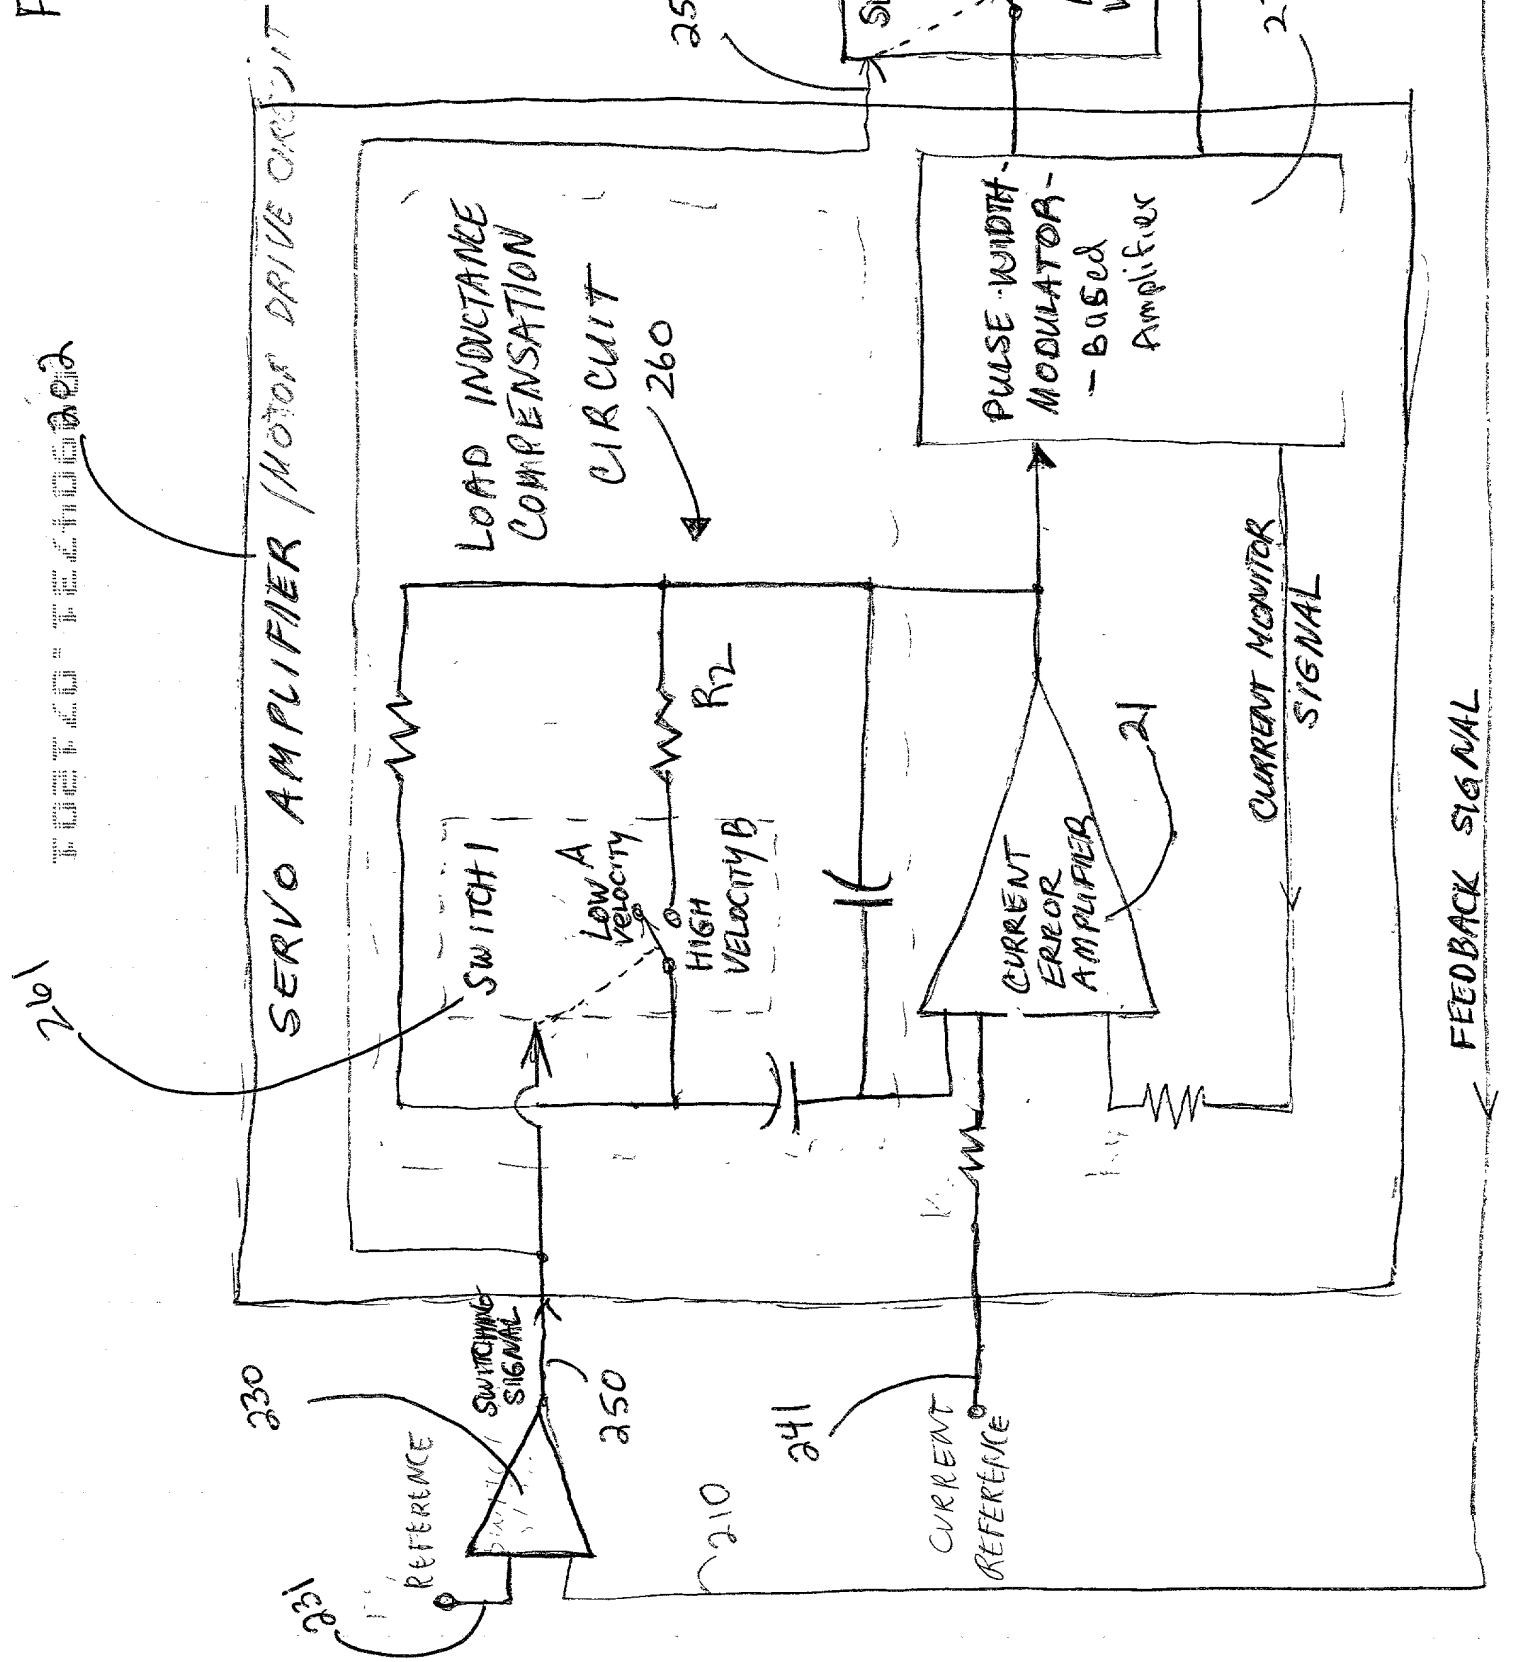 202
261
SERVO AMPLIFIER / MOTOR DRIVE CIRCUIT
LOAD INDUCTANCE
COMPENSATION
CIRCUIT
260
SWITCH 1
LOW A
VELOCITY
HIGH
VELOCITY B
R2
PULSE-WIDTH-
MODULATOR-
-BASED
Amplifier
CURRENT
ERROR
AMPLIFIER
21
CURRENT MONITOR
SIGNAL
FEEDBACK SIGNAL
SWITCHING
SIGNAL
230
250
231
REFERENCE
241
CURRENT
REFERENCE
210
25